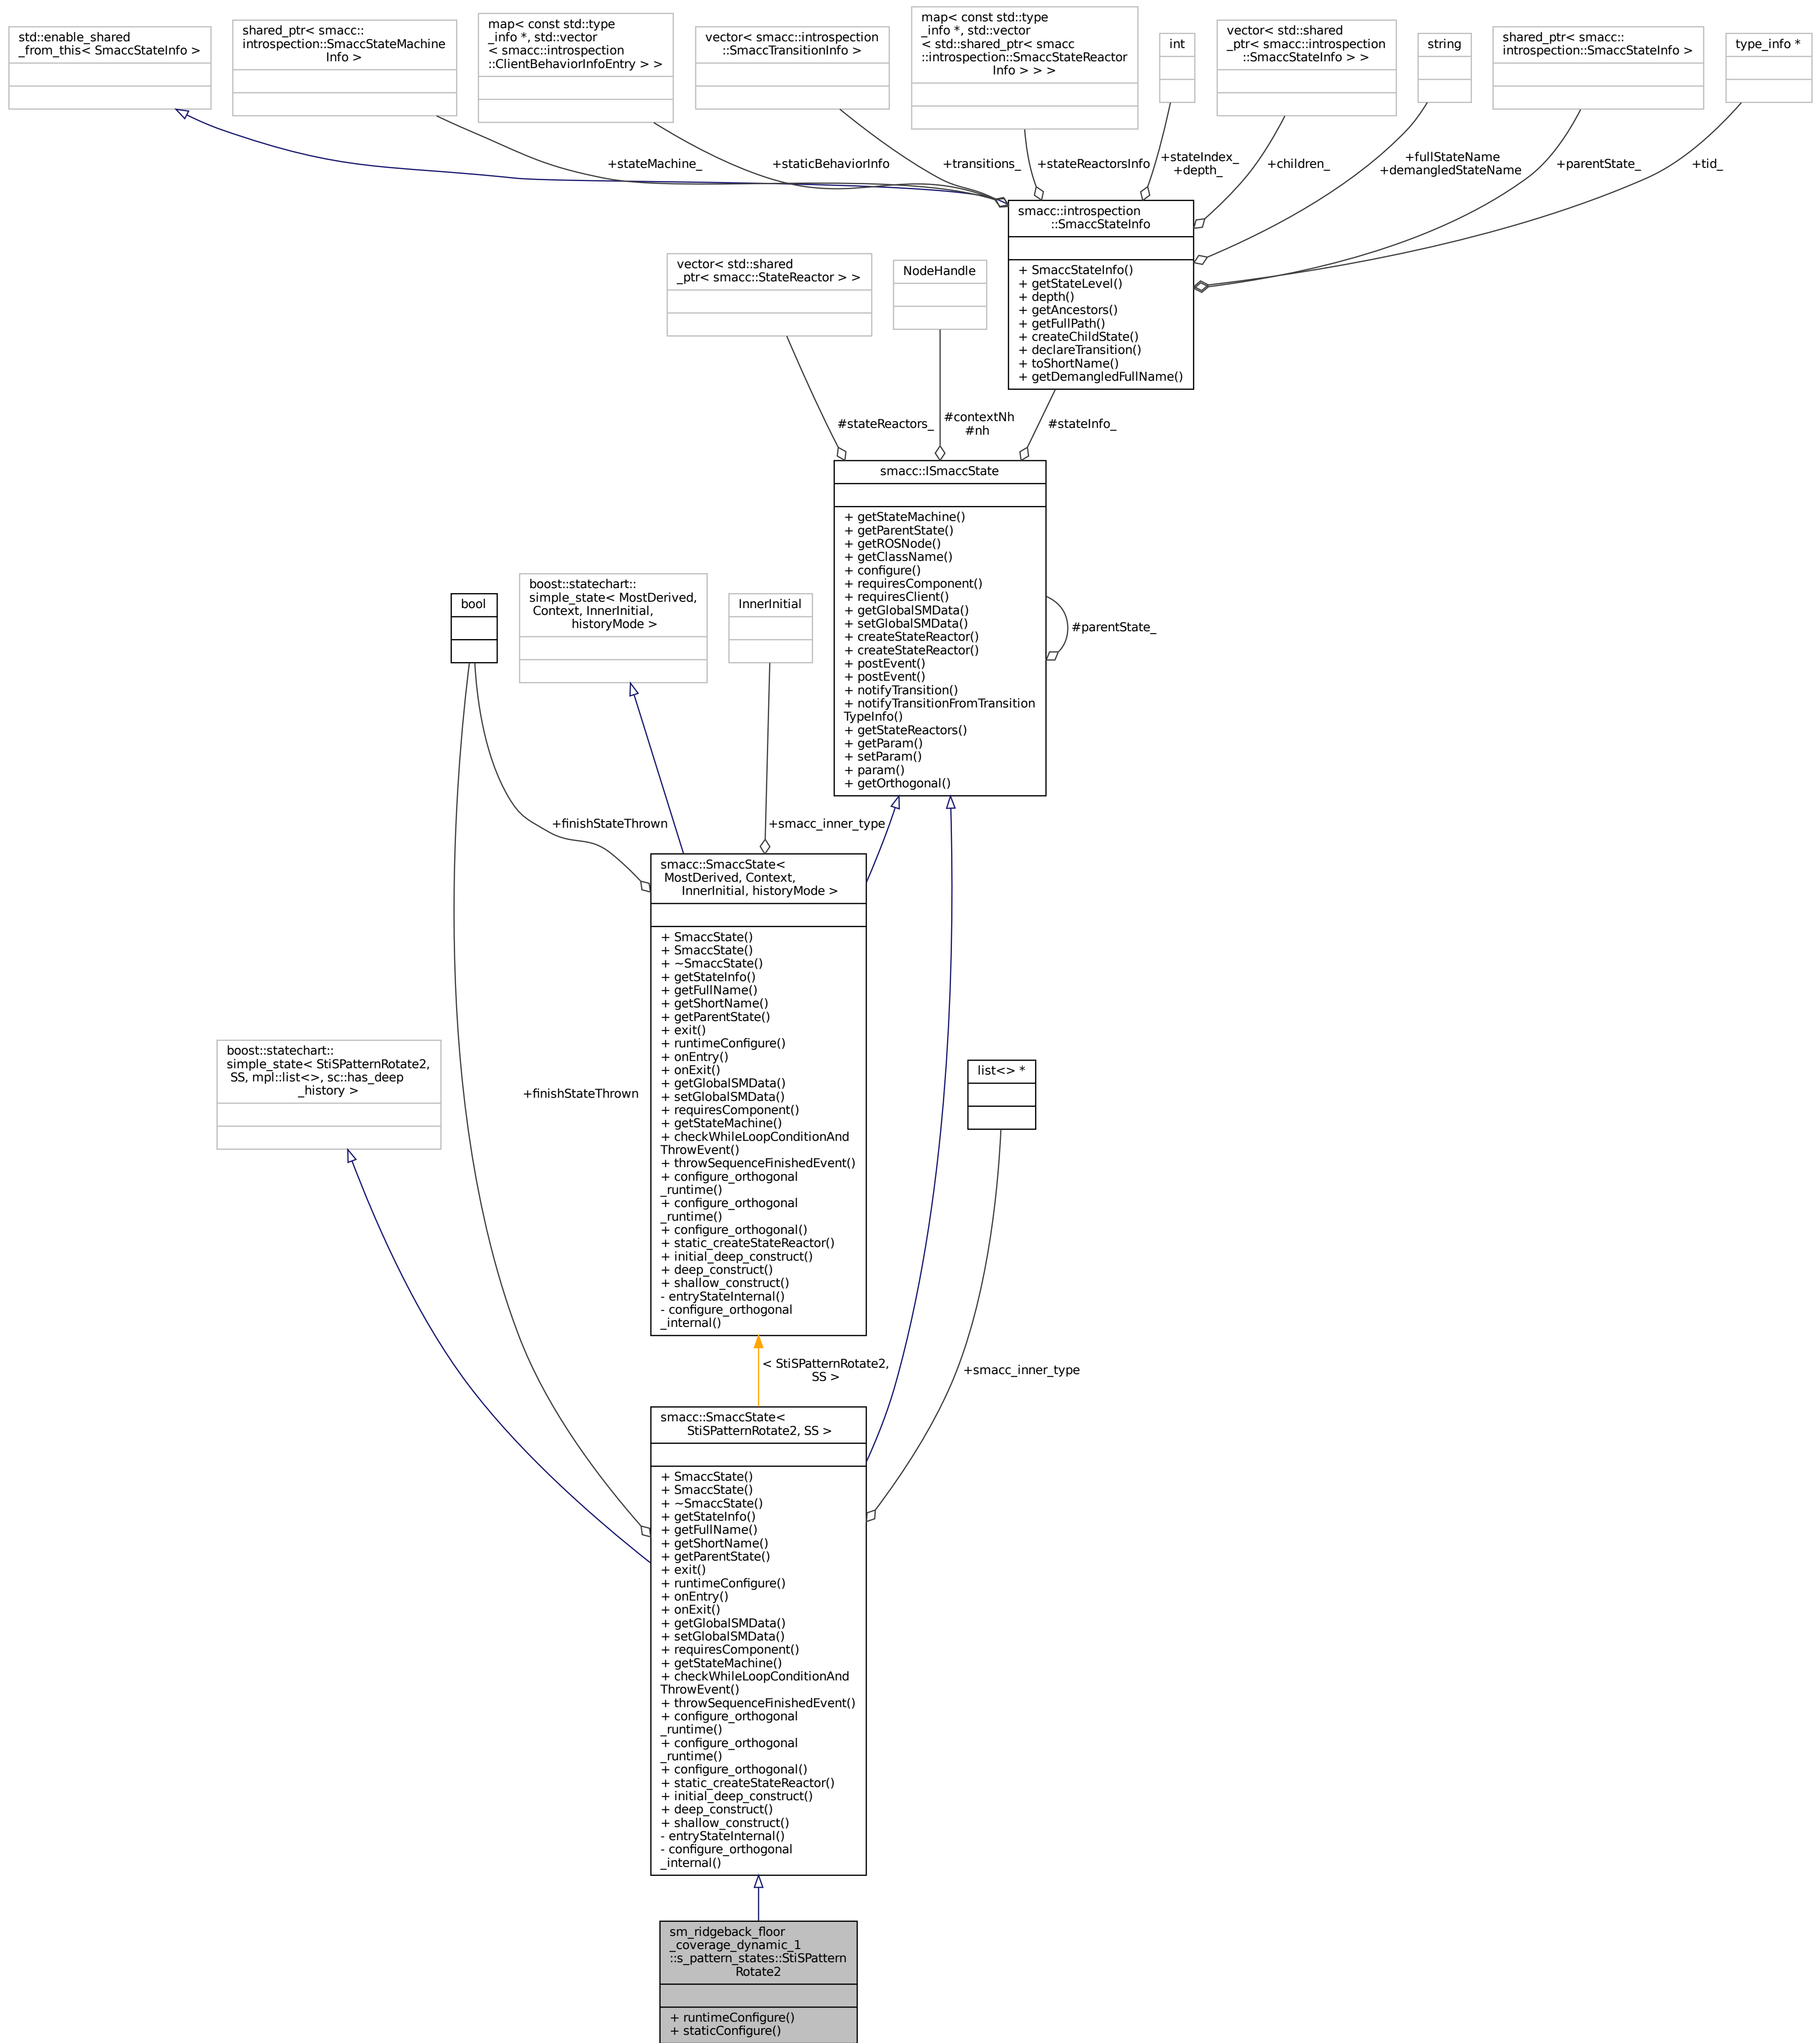 std::enable_shared
_from_this< SmaccStateInfo >
shared_ptr< smacc::
introspection::SmaccStateMachine
Info >
map< const std::type
_info *, std::vector
< smacc::introspection
::ClientBehaviorInfoEntry > >
vector< smacc::introspection
::SmaccTransitionInfo >
map< const std::type
_info *, std::vector
< std::shared_ptr< smacc
::introspection::SmaccStateReactor
Info > > >
int
vector< std::shared
_ptr< smacc::introspection
::SmaccStateInfo > >
string
shared_ptr< smacc::
introspection::SmaccStateInfo >
type_info *
+stateMachine_
+staticBehaviorInfo
+transitions_
+stateReactorsInfo
+stateIndex_
+depth_
+children_
+fullStateName
+demangledStateName
+parentState_
+tid_
smacc::introspection
::SmaccStateInfo
+ SmaccStateInfo()
+ getStateLevel()
+ depth()
+ getAncestors()
+ getFullPath()
+ createChildState()
+ declareTransition()
+ toShortName()
+ getDemangledFullName()
vector< std::shared
_ptr< smacc::StateReactor > >
NodeHandle
#stateReactors_
#contextNh
#nh
#stateInfo_
smacc::ISmaccState
+ getStateMachine()
+ getParentState()
+ getROSNode()
+ getClassName()
+ configure()
+ requiresComponent()
+ requiresClient()
+ getGlobalSMData()
+ setGlobalSMData()
+ createStateReactor()
+ createStateReactor()
+ postEvent()
+ postEvent()
+ notifyTransition()
+ notifyTransitionFromTransition
TypeInfo()
+ getStateReactors()
+ getParam()
+ setParam()
+ param()
+ getOrthogonal()
#parentState_
bool
boost::statechart::
simple_state< MostDerived,
Context, InnerInitial,
historyMode >
InnerInitial
+finishStateThrown
+smacc_inner_type
smacc::SmaccState<
MostDerived, Context,
InnerInitial, historyMode >
+ SmaccState()
+ SmaccState()
+ ~SmaccState()
+ getStateInfo()
+ getFullName()
+ getShortName()
+ getParentState()
+ exit()
+ runtimeConfigure()
+ onEntry()
+ onExit()
+ getGlobalSMData()
+ setGlobalSMData()
+ requiresComponent()
+ getStateMachine()
+ checkWhileLoopConditionAnd
ThrowEvent()
+ throwSequenceFinishedEvent()
+ configure_orthogonal
_runtime()
+ configure_orthogonal
_runtime()
+ configure_orthogonal()
+ static_createStateReactor()
+ initial_deep_construct()
+ deep_construct()
+ shallow_construct()
- entryStateInternal()
- configure_orthogonal
_internal()
boost::statechart::
simple_state< StiSPatternRotate2,
SS, mpl::list<>, sc::has_deep
_history >
+finishStateThrown
list<> *
< StiSPatternRotate2,
SS >
+smacc_inner_type
smacc::SmaccState<
StiSPatternRotate2, SS >
+ SmaccState()
+ SmaccState()
+ ~SmaccState()
+ getStateInfo()
+ getFullName()
+ getShortName()
+ getParentState()
+ exit()
+ runtimeConfigure()
+ onEntry()
+ onExit()
+ getGlobalSMData()
+ setGlobalSMData()
+ requiresComponent()
+ getStateMachine()
+ checkWhileLoopConditionAnd
ThrowEvent()
+ throwSequenceFinishedEvent()
+ configure_orthogonal
_runtime()
+ configure_orthogonal
_runtime()
+ configure_orthogonal()
+ static_createStateReactor()
+ initial_deep_construct()
+ deep_construct()
+ shallow_construct()
- entryStateInternal()
- configure_orthogonal
_internal()
sm_ridgeback_floor
_coverage_dynamic_1
::s_pattern_states::StiSPattern
Rotate2
+ runtimeConfigure()
+ staticConfigure()